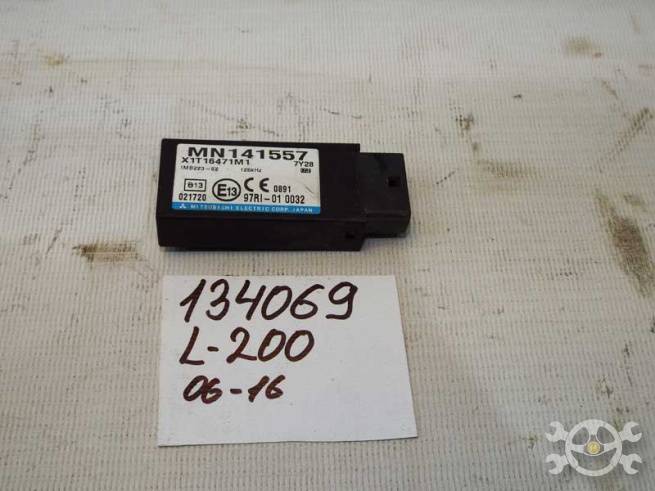 MN141557
X1T16471M1 7Y28
IMB223-02 125kHz
B13 E13 CE 0891
021720 97RI-01 0032
MITSUBISHI ELECTRIC CORP. JAPAN
134069
L-200
06-16